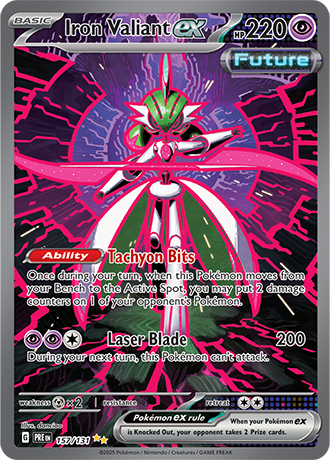 BASIC
Iron Valiant ex
HP 220
Future
Ability Tachyon Bits
Once during your turn, when this Pokémon moves from
your Bench to the Active Spot, you may put 2 damage
counters on 1 of your opponent's Pokémon.
Laser Blade 200
During your next turn, this Pokémon can't attack.
weakness ×2 resistance retreat
Illus. danciao
Pokémon ex rule
When your Pokémon ex
is Knocked Out, your opponent takes 2 Prize cards.
G PRE EN 157/131
©2025 Pokémon / Nintendo / Creatures / GAME FREAK